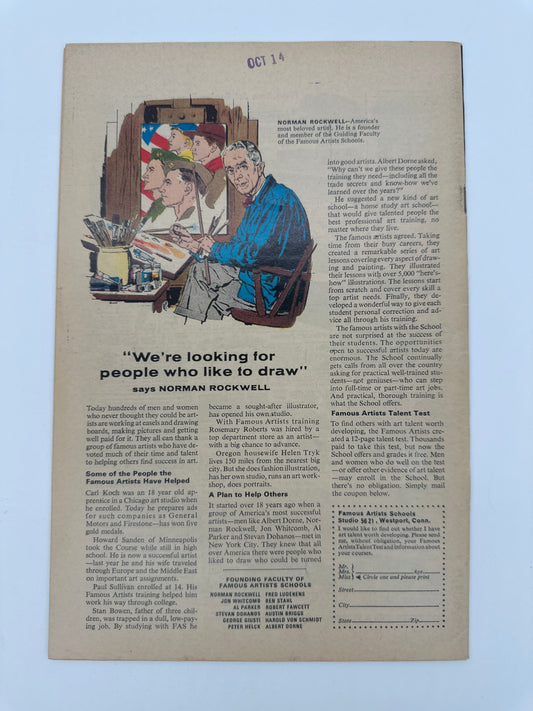 OCT 14
NORMAN ROCKWELL—America's
most beloved artist. He is a founder
and member of the Guiding Faculty
of the Famous Artists Schools.
"We're looking for
people who like to draw"
says NORMAN ROCKWELL
Today hundreds of men and women
who never thought they could be art-
ists are working at easels and drawing
boards, making pictures and getting
well paid for it. They all can thank a
group of famous artists who have de-
voted much of their time and talent
to helping others find success in art.
Some of the People the
Famous Artists Have Helped
Carl Koch was an 18 year old ap-
prentice in a Chicago art studio when
he enrolled. Today he prepares ads
for such companies as General
Motors and Firestone—has won five
gold medals.
Howard Sanden of Minneapolis
took the Course while still in high
school. He is now a successful artist
—last year he and his wife traveled
through Europe and the Middle East
on important art assignments.
Paul Sullivan enrolled at 14. His
Famous Artists training helped him
work his way through college.
Stan Bowen, father of three chil-
dren, was trapped in a dull, low-pay-
ing job. By studying with FAS he
became a sought-after illustrator,
has opened his own studio.
With Famous Artists training
Rosemary Roberts was hired by a
top department store as an artist—
with a big chance to advance.
Oregon housewife Helen Tryk
lives 150 miles from the nearest big
city. But she does fashion illustration,
has her own studio, runs an art work-
shop, does portraits.
A Plan to Help Others
It started over 18 years ago when a
group of America's most successful
artists—men like Albert Dorne, Nor-
man Rockwell, Jon Whitcomb, Al
Parker and Stevan Dohanos—met in
New York City. They knew that all
over America there were people who
liked to draw who could be turned
FOUNDING FACULTY OF
FAMOUS ARTISTS SCHOOLS
NORMAN ROCKWELL FRED LUDEKENS
JON WHITCOMB BEN STAHL
AL PARKER ROBERT FAWCETT
STEVAN DOHANOS AUSTIN BRIGGS
GEORGE GIUSTI HAROLD VON SCHMIDT
PETER HELCK ALBERT DORNE
into good artists. Albert Dorne asked,
"Why can't we give these people the
training they need—including all the
trade secrets and know-how we've
learned over the years?"
He suggested a new kind of art
school—a home study art school—
that would give talented people the
best professional art training, no
matter where they live.
The famous artists agreed. Taking
time from their busy careers, they
created a remarkable series of art
lessons covering every aspect of draw-
ing and painting. They illustrated
their lessons with over 5,000 "here's-
how" illustrations. The lessons start
from scratch and cover every skill a
top artist needs. Finally, they de-
veloped a wonderful way to give each
student personal correction and ad-
vice all through his training.
The famous artists with the School
are not surprised at the success of
their students. The opportunities
open to successful artists today are
enormous. The School continually
gets calls from all over the country
asking for practical well-trained stu-
dents—not geniuses—who can step
into full-time or part-time art jobs.
And practical, thorough training is
what the School offers.
Famous Artists Talent Test
To find others with art talent worth
developing, the Famous Artists cre-
ated a 12-page talent test. Thousands
paid to take this test, but now the
School offers and grades it free. Men
and women who do well on the test
—or offer other evidence of art talent
—may enroll in the School. But
there's no obligation. Simply mail
the coupon below.
Famous Artists Schools
Studio 5821, Westport, Conn.
I would like to find out whether I have
art talent worth developing. Please send
me, without obligation, your Famous
Artists Talent Test and information about
your courses.
Mr.
Mrs.
Miss Circle one and please print
Street
City
State Zip